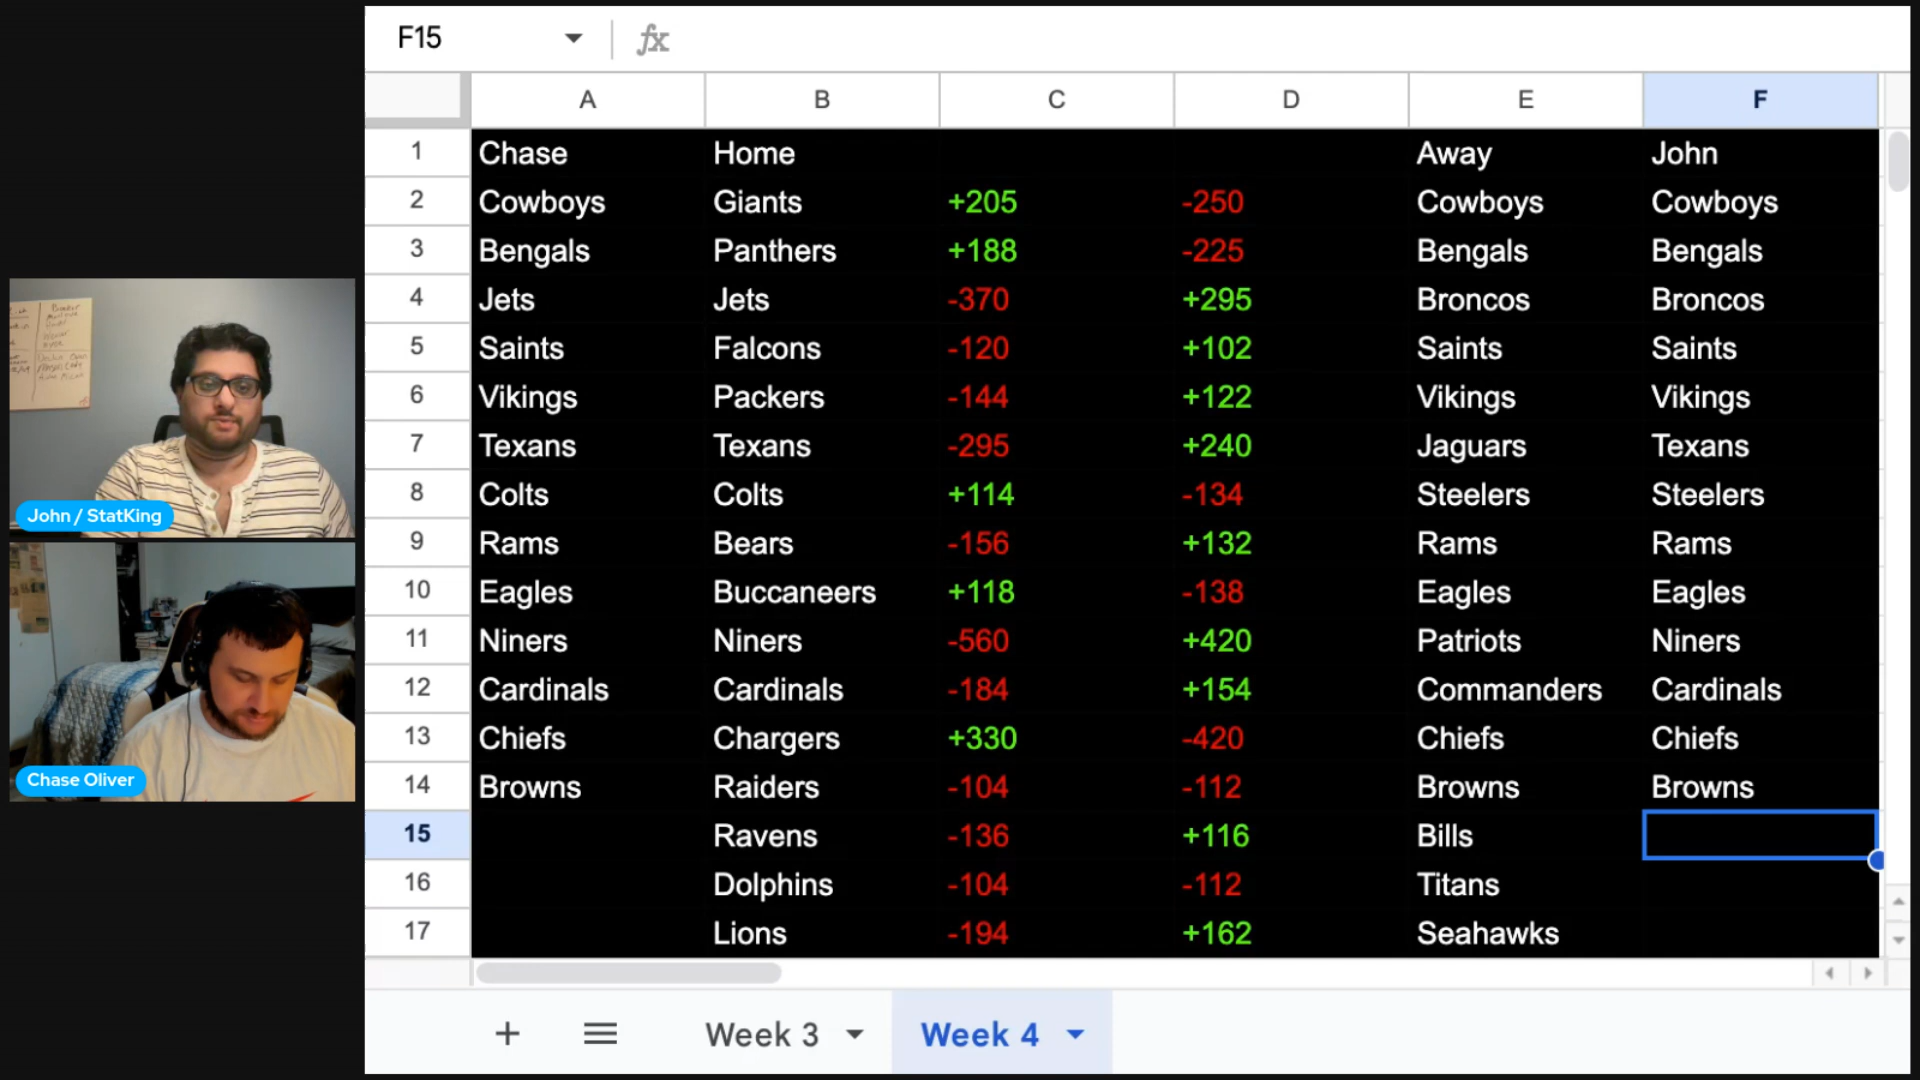 F15 fx
A B C D E F
1 Chase Home Away John
2 Cowboys Giants +205 -250 Cowboys Cowboys
3 Bengals Panthers +188 -225 Bengals Bengals
4 Jets Jets -370 +295 Broncos Broncos
5 Saints Falcons -120 +102 Saints Saints
6 Vikings Packers -144 +122 Vikings Vikings
7 Texans Texans -295 +240 Jaguars Texans
8 Colts Colts +114 -134 Steelers Steelers
9 Rams Bears -156 +132 Rams Rams
10 Eagles Buccaneers +118 -138 Eagles Eagles
11 Niners Niners -560 +420 Patriots Niners
12 Cardinals Cardinals -184 +154 Commanders Cardinals
13 Chiefs Chargers +330 -420 Chiefs Chiefs
14 Browns Raiders -104 -112 Browns Browns
15 Ravens -136 +116 Bills
16 Dolphins -104 -112 Titans
17 Lions -194 +162 Seahawks
Week 3 Week 4
John / StatKing
Chase Oliver